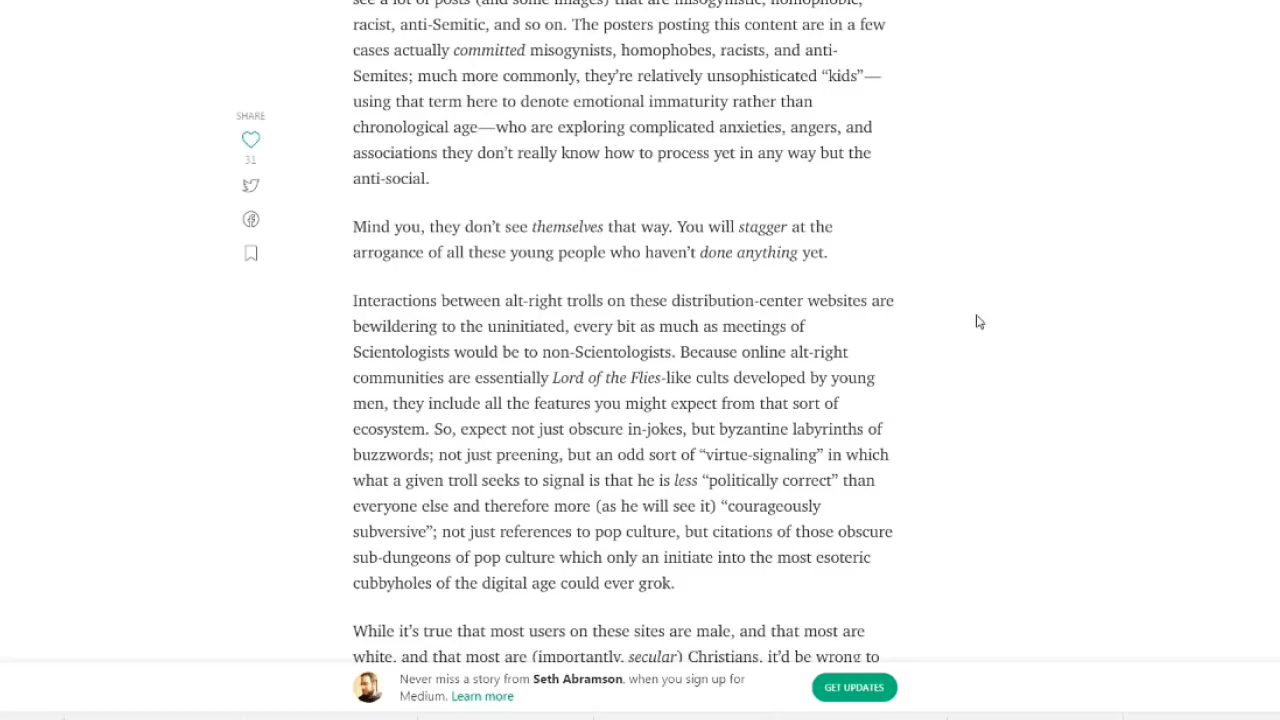 see a lot of posts (and some images) that are misogynistic, homophobic,
racist, anti-Semitic, and so on. The posters posting this content are in a few
cases actually committed misogynists, homophobes, racists, and anti-
Semites; much more commonly, they’re relatively unsophisticated “kids”—
using that term here to denote emotional immaturity rather than
chronological age—who are exploring complicated anxieties, angers, and
associations they don’t really know how to process yet in any way but the
anti-social.
SHARE
31
Mind you, they don’t see themselves that way. You will stagger at the
arrogance of all these young people who haven’t done anything yet.
Interactions between alt-right trolls on these distribution-center websites are
bewildering to the uninitiated, every bit as much as meetings of
Scientologists would be to non-Scientologists. Because online alt-right
communities are essentially Lord of the Flies-like cults developed by young
men, they include all the features you might expect from that sort of
ecosystem. So, expect not just obscure in-jokes, but byzantine labyrinths of
buzzwords; not just preening, but an odd sort of “virtue-signaling” in which
what a given troll seeks to signal is that he is less “politically correct” than
everyone else and therefore more (as he will see it) “courageously
subversive”; not just references to pop culture, but citations of those obscure
sub-dungeons of pop culture which only an initiate into the most esoteric
cubbyholes of the digital age could ever grok.
While it’s true that most users on these sites are male, and that most are
white, and that most are (importantly, secular) Christians, it’d be wrong to
Never miss a story from Seth Abramson, when you sign up for
Medium. Learn more
GET UPDATES